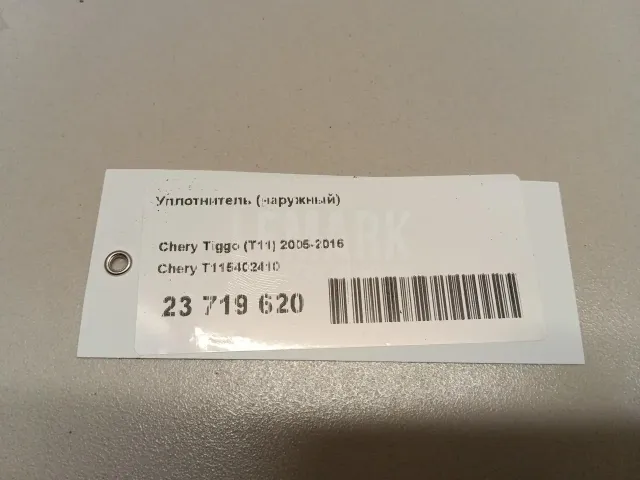 Уплотнитель (наружный)
Chery Tiggo (T11) 2005-2016
Chery T115402410
23 719 620